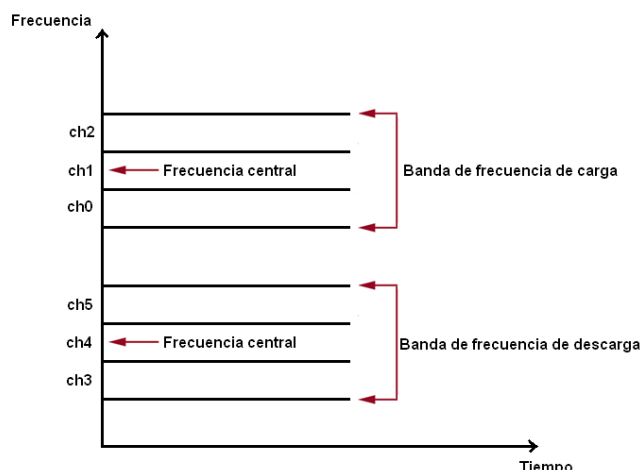 Frecuencia
ch2
ch1
Frecuencia central
Banda de frecuencia de carga
ch0
ch5
ch4
Frecuencia central
Banda de frecuencia de descarga
ch3
Tiempo